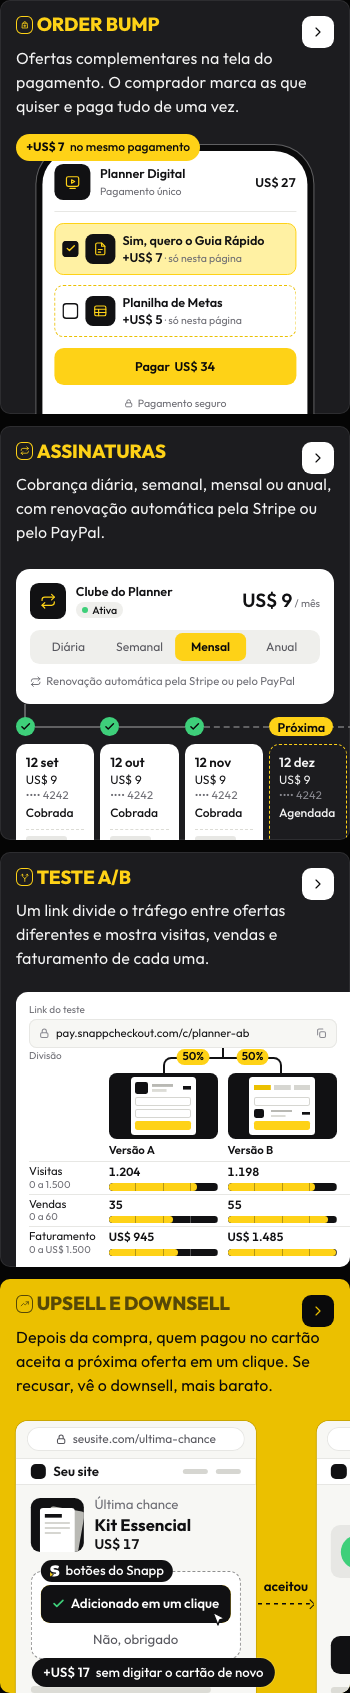 ORDER BUMP
Ofertas complementares na tela do
pagamento. O comprador marca as que
quiser e paga tudo de uma vez.
+US$ 7 no mesmo pagamento
Planner Digital
Pagamento único
US$ 27
Sim, quero o Guia Rápido
+US$ 7 · só nesta página
Planilha de Metas
+US$ 5 · só nesta página
Pagar US$ 34
Pagamento seguro
ASSINATURAS
Cobrança diária, semanal, mensal ou anual,
com renovação automática pela Stripe ou
pelo PayPal.
Clube do Planner
Ativa
US$ 9 / mês
Diária Semanal Mensal Anual
Renovação automática pela Stripe ou pelo PayPal
Próxima
12 set 12 out 12 nov 12 dez
US$ 9 US$ 9 US$ 9 US$ 9
•••• 4242 •••• 4242 •••• 4242 •••• 4242
Cobrada Cobrada Cobrada Agendada
TESTE A/B
Um link divide o tráfego entre ofertas
diferentes e mostra visitas, vendas e
faturamento de cada uma.
Link do teste
pay.snappcheckout.com/c/planner-ab
Divisão
50% 50%
Versão A Versão B
Visitas 1.204 1.198
0 a 1.500
Vendas 35 55
0 a 60
Faturamento US$ 945 US$ 1.485
0 a US$ 1.500
UPSELL E DOWNSELL
Depois da compra, quem pagou no cartão
aceita a próxima oferta em um clique. Se
recusar, vê o downsell, mais barato.
seusite.com/ultima-chance
Seu site
Última chance
Kit Essencial
US$ 17
S botões do Snapp
Adicionado em um clique
aceitou
Não, obrigado
+US$ 17 sem digitar o cartão de novo